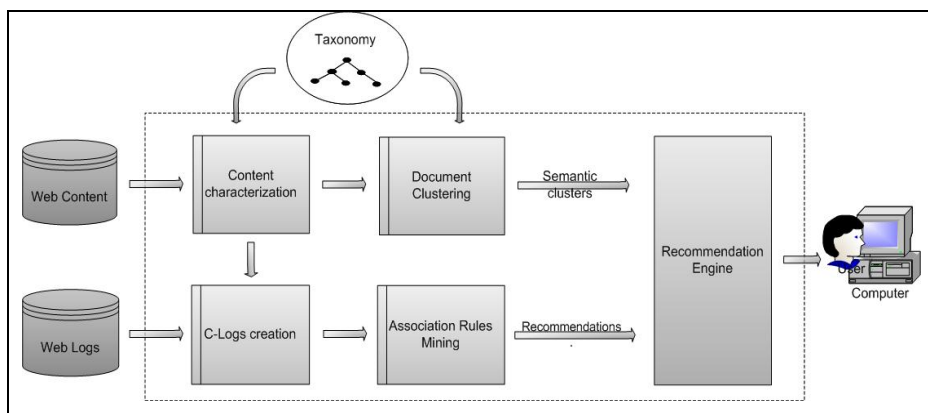 Taxonomy
Web Content
Content
characterization
Document
Clustering
Semantic
clusters
Recommendation
Engine
User
Computer
Web Logs
C-Logs creation
Association Rules
Mining
Recommendations
.